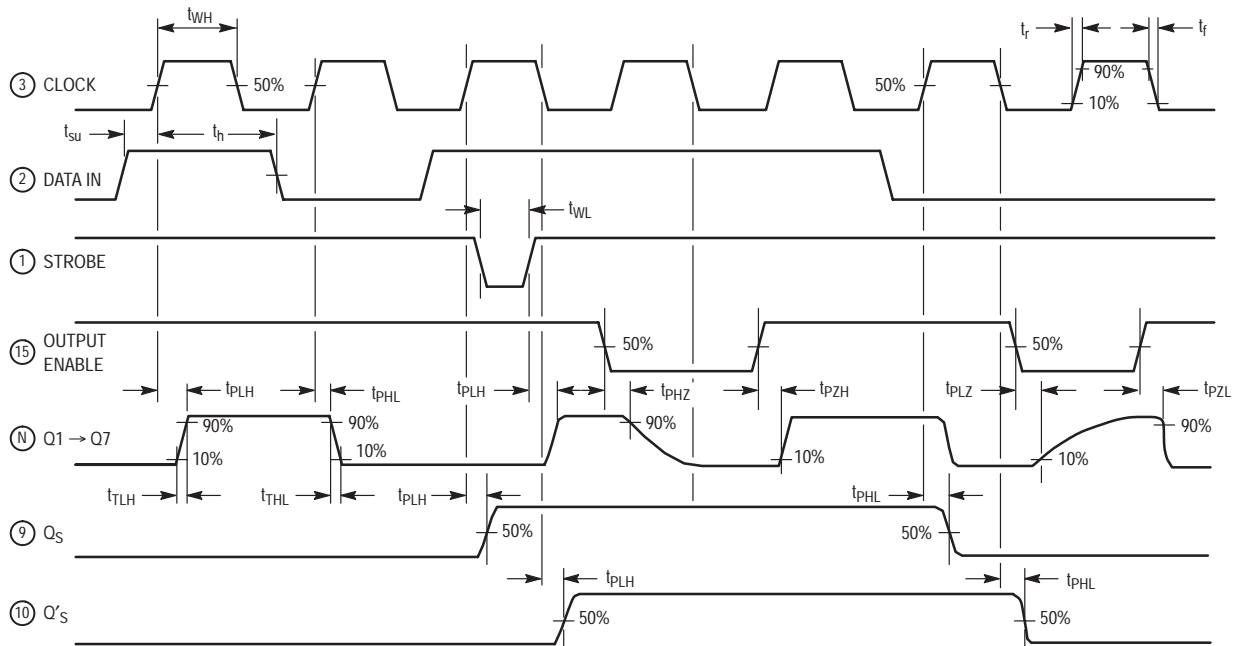 tWH
tr
tf
3 CLOCK
50%
50%
90%
10%
tsu
th
2 DATA IN
tWL
1 STROBE
15 OUTPUT
ENABLE
50%
50%
tPLH
tPHL
tPLH
tPHZ
tPZH
tPLZ
tPZL
N Q1 → Q7
90%
90%
90%
90%
10%
10%
10%
10%
tTLH
tTHL
tPLH
tPHL
9 QS
50%
50%
tPLH
tPHL
10 Q′S
50%
50%